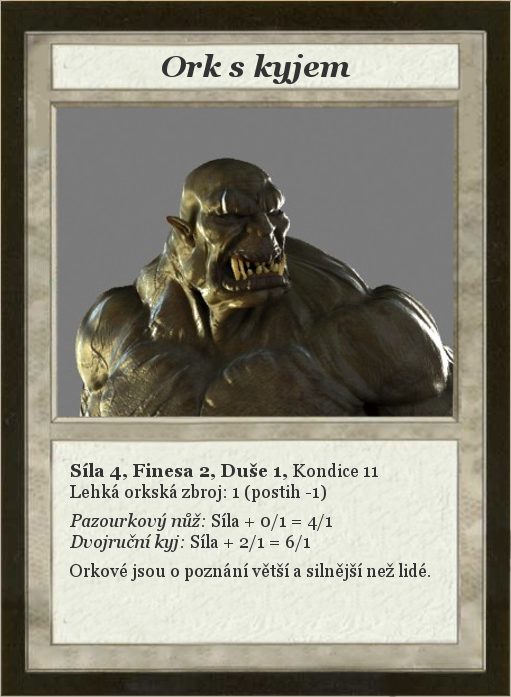 Ork s kyjem
Síla 4, Finesa 2, Duše 1, Kondice 11
Lehká orkská zbroj: 1 (postih -1)
Pazourkový nůž: Síla + 0/1 = 4/1
Dvojruční kyj: Síla + 2/1 = 6/1
Orkové jsou o poznání větší a silnější než lidé.